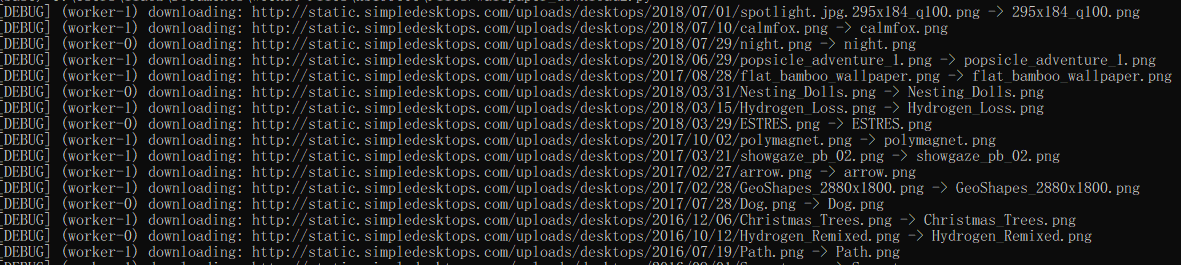 [DEBUG] (worker-1) downloading: http://static.simpledesktops.com/uploads/desktops/2018/07/01/spotlight.jpg.295x184_q100.png -> 295x184_q100.png
[DEBUG] (worker-1) downloading: http://static.simpledesktops.com/uploads/desktops/2018/07/10/calmfox.png -> calmfox.png
[DEBUG] (worker-0) downloading: http://static.simpledesktops.com/uploads/desktops/2018/07/29/night.png -> night.png
[DEBUG] (worker-1) downloading: http://static.simpledesktops.com/uploads/desktops/2018/06/29/popsicle_adventure_l.png -> popsicle_adventure_l.png
[DEBUG] (worker-1) downloading: http://static.simpledesktops.com/uploads/desktops/2017/08/28/flat_bamboo_wallpaper.png -> flat_bamboo_wallpaper.png
[DEBUG] (worker-0) downloading: http://static.simpledesktops.com/uploads/desktops/2018/03/31/Nesting_Dolls.png -> Nesting_Dolls.png
[DEBUG] (worker-1) downloading: http://static.simpledesktops.com/uploads/desktops/2018/03/15/Hydrogen_Loss.png -> Hydrogen_Loss.png
[DEBUG] (worker-0) downloading: http://static.simpledesktops.com/uploads/desktops/2018/03/29/ESTRES.png -> ESTRES.png
[DEBUG] (worker-1) downloading: http://static.simpledesktops.com/uploads/desktops/2017/10/02/polymagnet.png -> polymagnet.png
[DEBUG] (worker-1) downloading: http://static.simpledesktops.com/uploads/desktops/2017/03/21/showgaze_pb_02.png -> showgaze_pb_02.png
[DEBUG] (worker-1) downloading: http://static.simpledesktops.com/uploads/desktops/2017/02/27/arrow.png -> arrow.png
[DEBUG] (worker-1) downloading: http://static.simpledesktops.com/uploads/desktops/2017/02/28/GeoShapes_2880x1800.png -> GeoShapes_2880x1800.png
[DEBUG] (worker-0) downloading: http://static.simpledesktops.com/uploads/desktops/2017/07/28/Dog.png -> Dog.png
[DEBUG] (worker-1) downloading: http://static.simpledesktops.com/uploads/desktops/2016/12/06/Christmas_Trees.png -> Christmas_Trees.png
[DEBUG] (worker-0) downloading: http://static.simpledesktops.com/uploads/desktops/2016/10/12/Hydrogen_Remixed.png -> Hydrogen_Remixed.png
[DEBUG] (worker-1) downloading: http://static.simpledesktops.com/uploads/desktops/2016/07/19/Path.png -> Path.png